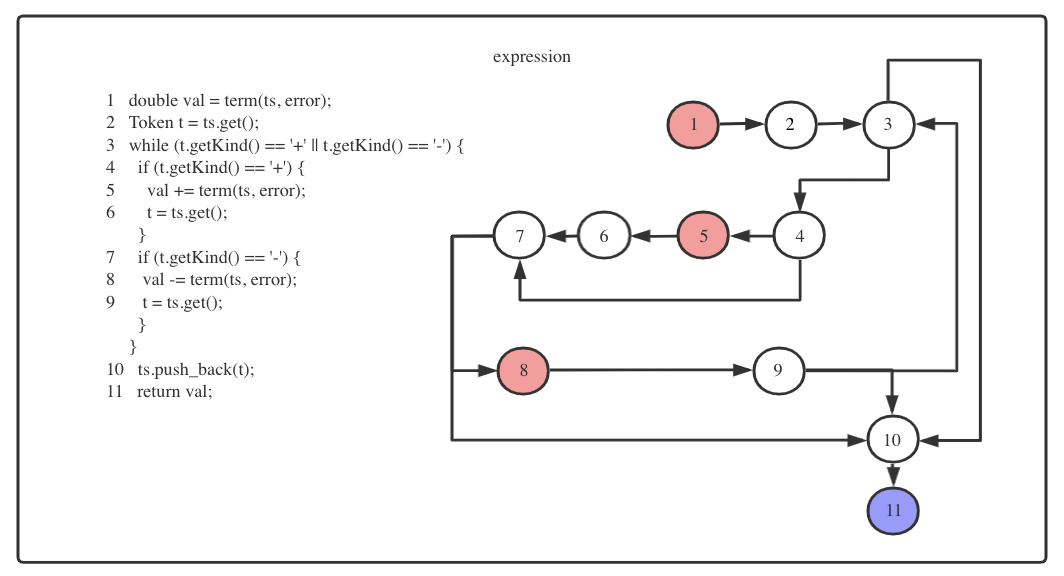 expression
1 double val = term(ts, error);
2 Token t = ts.get();
3 while (t.getKind() == '+' || t.getKind() == '-') {
4 if (t.getKind() == '+') {
5 val += term(ts, error);
6 t = ts.get();
}
7 if (t.getKind() == '-') {
8 val -= term(ts, error);
9 t = ts.get();
}
}
10 ts.push_back(t);
11 return val;
1 2 3
7 6 5 4
8 9
10
11